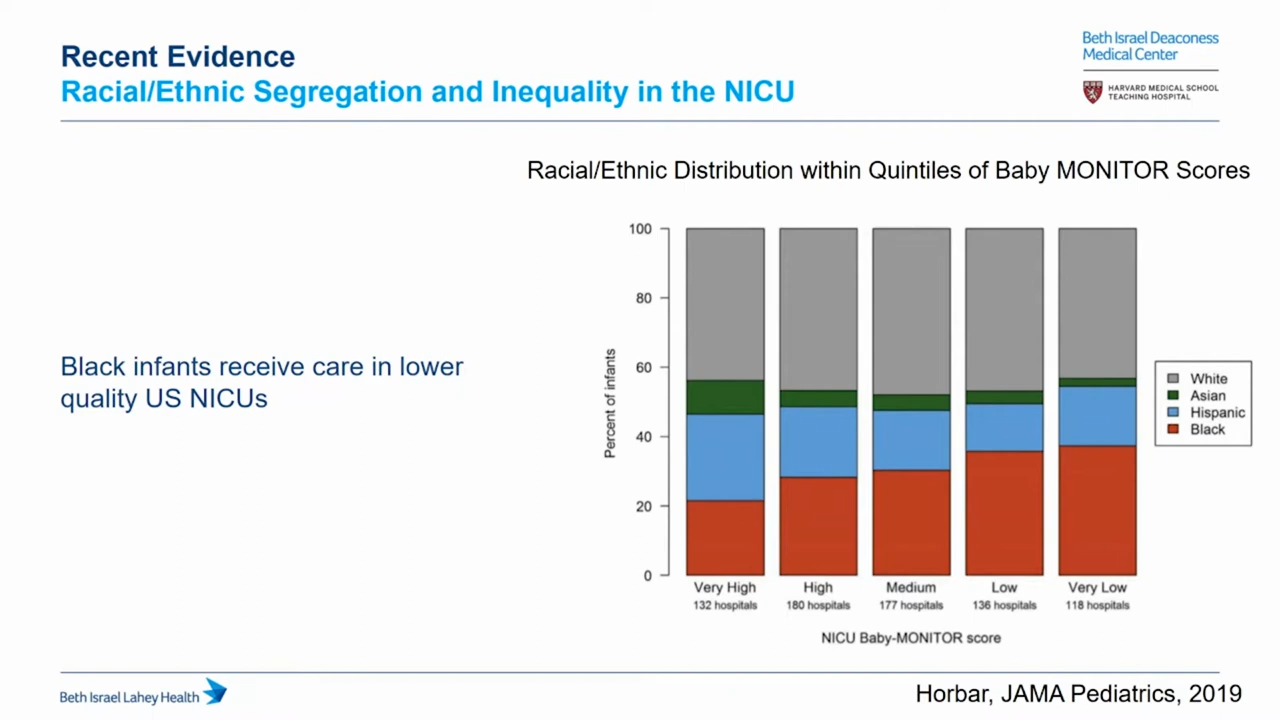 Recent Evidence
Racial/Ethnic Segregation and Inequality in the NICU
Beth Israel Deaconess
Medical Center
HARVARD MEDICAL SCHOOL
TEACHING HOSPITAL
Racial/Ethnic Distribution within Quintiles of Baby MONITOR Scores
Black infants receive care in lower
quality US NICUs
Percent of infants
100
80
60
40
20
0
Very High
132 hospitals
High
180 hospitals
Medium
177 hospitals
Low
136 hospitals
Very Low
118 hospitals
NICU Baby-MONITOR score
White
Asian
Hispanic
Black
Beth Israel Lahey Health
Horbar, JAMA Pediatrics, 2019